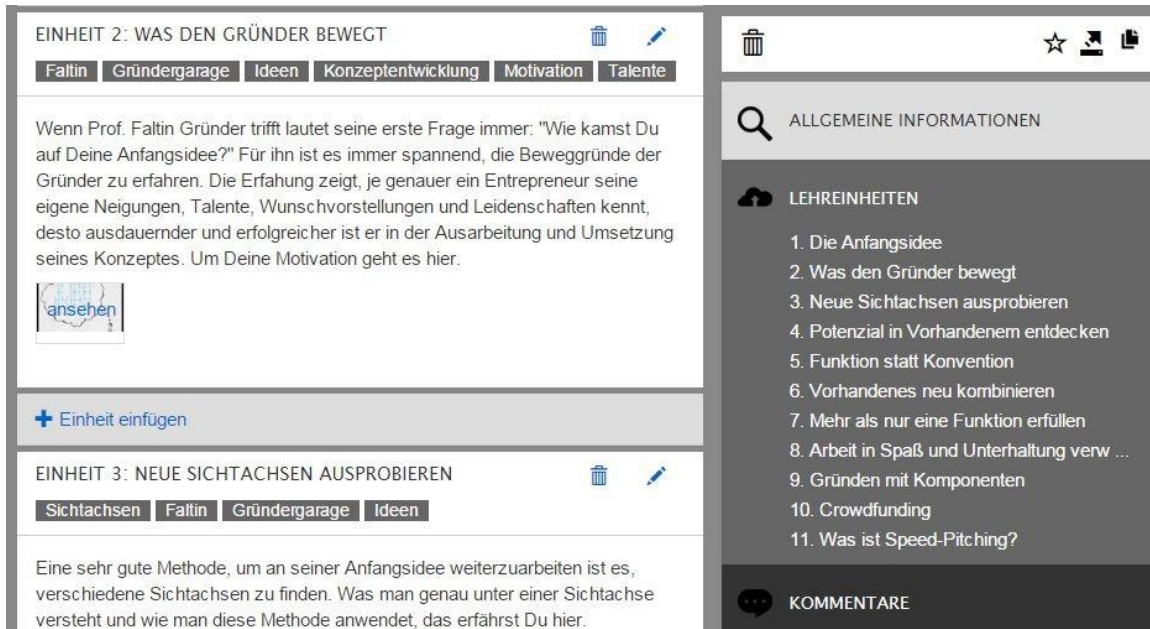 EINHEIT 2: WAS DEN GRÜNDER BEWEGT
Faltin Gründergarage Ideen Konzeptentwicklung Motivation Talente
Wenn Prof. Faltin Gründer trifft lautet seine erste Frage immer: "Wie kamst Du
auf Deine Anfangsidee?" Für ihn ist es immer spannend, die Beweggründe der
Gründer zu erfahren. Die Erfahung zeigt, je genauer ein Entrepreneur seine
eigene Neigungen, Talente, Wunschvorstellungen und Leidenschaften kennt,
desto ausdauernder und erfolgreicher ist er in der Ausarbeitung und Umsetzung
seines Konzeptes. Um Deine Motivation geht es hier.
ansehen
Einheit einfügen
EINHEIT 3: NEUE SICHTACHSEN AUSPROBIEREN
Sichtachsen Faltin Gründergarage Ideen
Eine sehr gute Methode, um an seiner Anfangsidee weiterzuarbeiten ist es,
verschiedene Sichtachsen zu finden. Was man genau unter einer Sichtachse
versteht und wie man diese Methode anwendet, das erfährst Du hier.
ALLGEMEINE INFORMATIONEN
LEHREINHEITEN
1. Die Anfangsidee
2. Was den Gründer bewegt
3. Neue Sichtachsen ausprobieren
4. Potenzial in Vorhandenem entdecken
5. Funktion statt Konvention
6. Vorhandenes neu kombinieren
7. Mehr als nur eine Funktion erfüllen
8. Arbeit in Spaß und Unterhaltung verw ...
9. Gründen mit Komponenten
10. Crowdfunding
11. Was ist Speed-Pitching?
KOMMENTARE